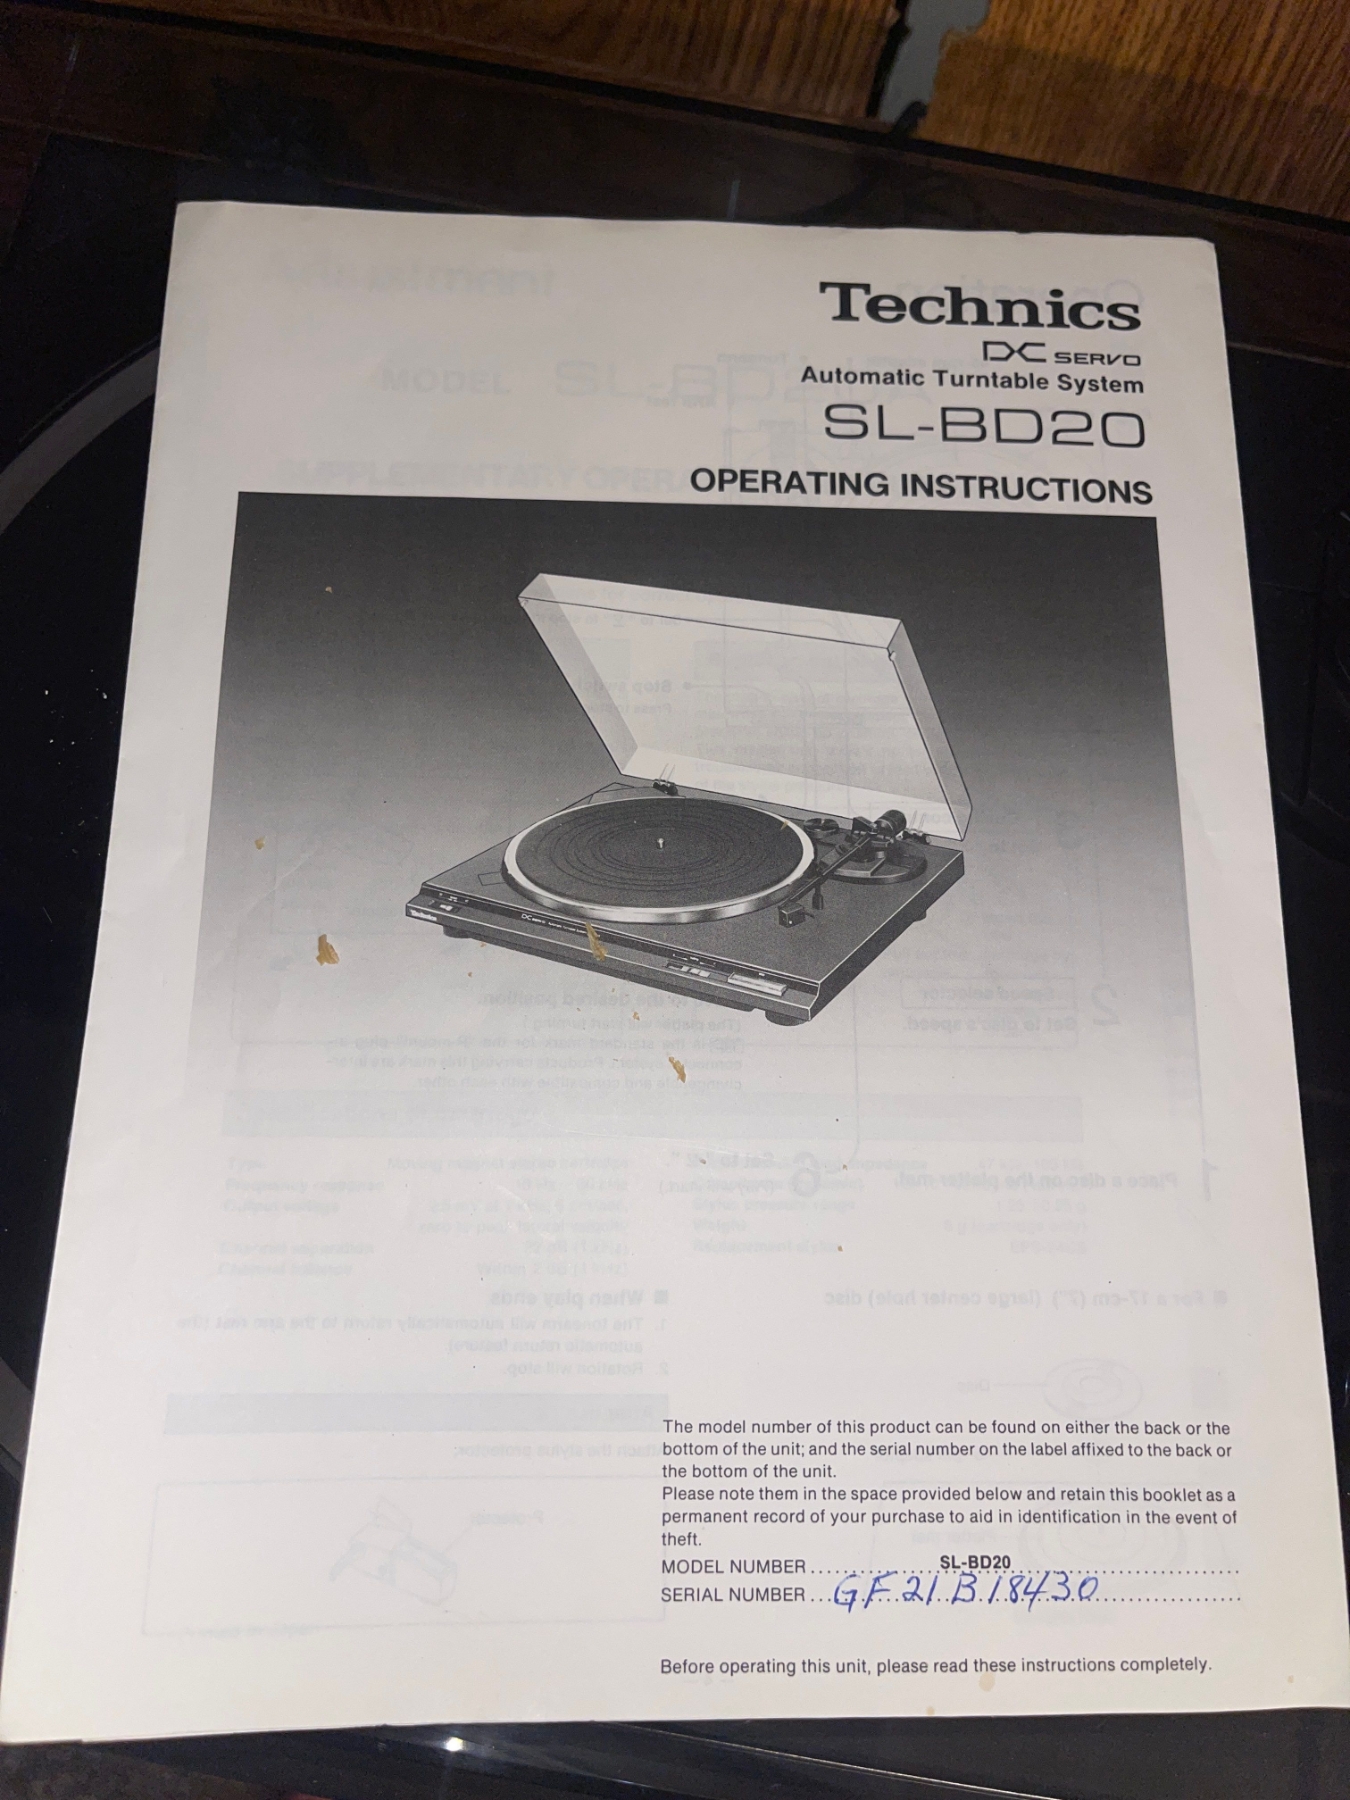 Technics
DC SERVO
Automatic Turntable System
SL-BD20
OPERATING INSTRUCTIONS
The model number of this product can be found on either the back or the
bottom of the unit; and the serial number on the label affixed to the back or
the bottom of the unit.
Please note them in the space provided below and retain this booklet as a
permanent record of your purchase to aid in identification in the event of
theft.
MODEL NUMBER ............SL-BD20............
SERIAL NUMBER ...GF21B18430............
Before operating this unit, please read these instructions completely.